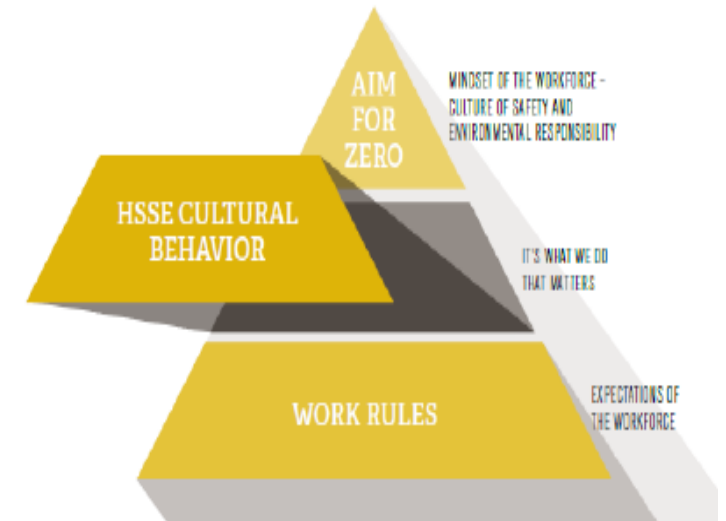 AIM
FOR
ZERO
MINDSET OF THE WORKFORCE –
CULTURE OF SAFETY AND
ENVIRONMENTAL RESPONSIBILITY
HSSE CULTURAL
BEHAVIOR
IT'S WHAT WE DO
THAT MATTERS
WORK RULES
EXPECTATIONS OF
THE WORKFORCE